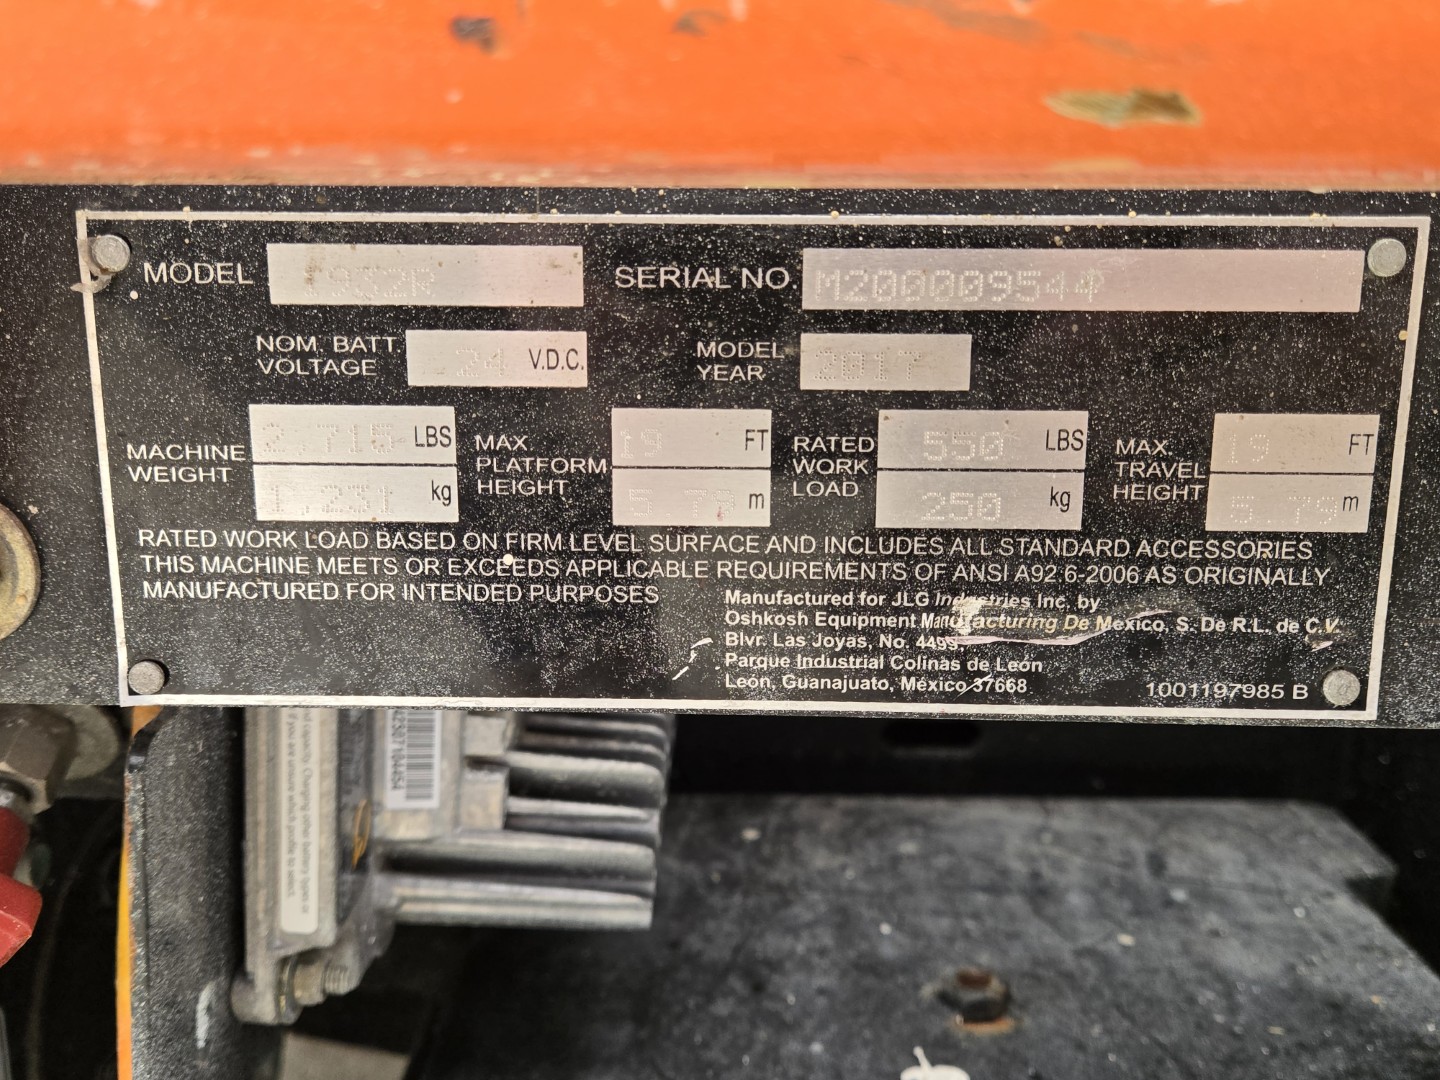 MODEL 1932R SERIAL NO. M200009544
NOM. BATT VOLTAGE 24 V.D.C. MODEL YEAR 2017
MACHINE WEIGHT 2,715 LBS 1,231 kg
MAX PLATFORM HEIGHT 19 FT 5.79 m
RATED WORK LOAD 550 LBS 250 kg
MAX TRAVEL HEIGHT 19 FT 5.79 m
RATED WORK LOAD BASED ON FIRM LEVEL SURFACE AND INCLUDES ALL STANDARD ACCESSORIES
THIS MACHINE MEETS OR EXCEEDS APPLICABLE REQUIREMENTS OF ANSI A92.6-2006 AS ORIGINALLY
MANUFACTURED FOR INTENDED PURPOSES
Manufactured for JLG Industries Inc. by
Oshkosh Equipment Manufacturing De Mexico, S. De R.L. de C.V.
Blvr. Las Joyas, No. 4499,
Parque Industrial Colinas de León
León, Guanajuato, México 37668
1001197985 B